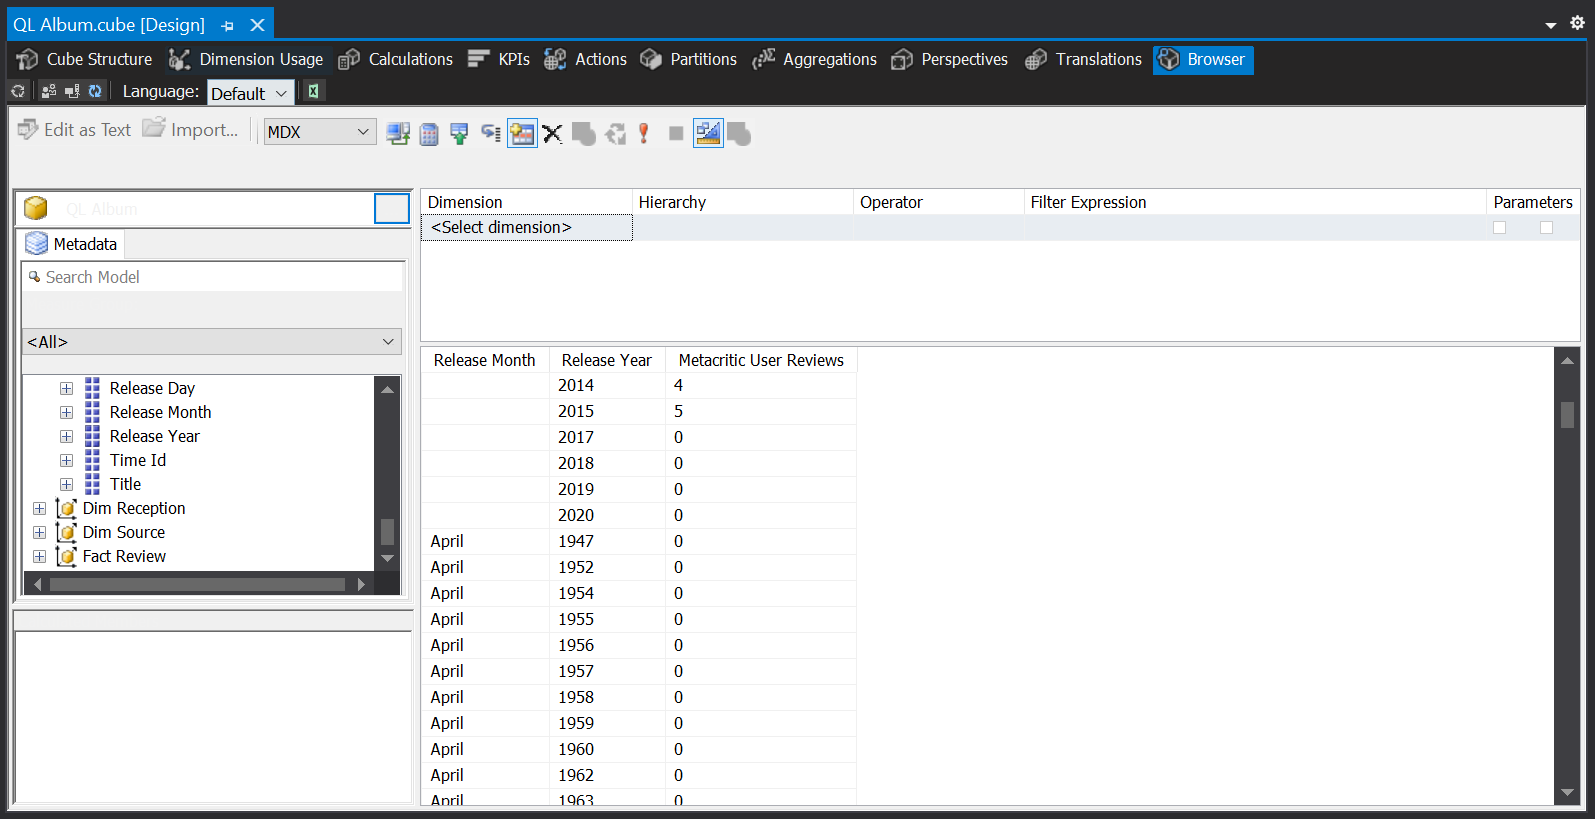 QL Album.cube [Design]
Cube Structure Dimension Usage Calculations KPIs Actions Partitions Aggregations Perspectives Translations Browser
Language: Default
Edit as Text Import... MDX
QL Album
Metadata
Search Model
<All>
Release Day
Release Month
Release Year
Time Id
Title
Dim Reception
Dim Source
Fact Review
Dimension Hierarchy Operator Filter Expression Parameters
<Select dimension>
Release Month Release Year Metacritic User Reviews
2014 4
2015 5
2017 0
2018 0
2019 0
2020 0
April 1947 0
April 1952 0
April 1954 0
April 1955 0
April 1956 0
April 1957 0
April 1958 0
April 1959 0
April 1960 0
April 1962 0
April 1963 0